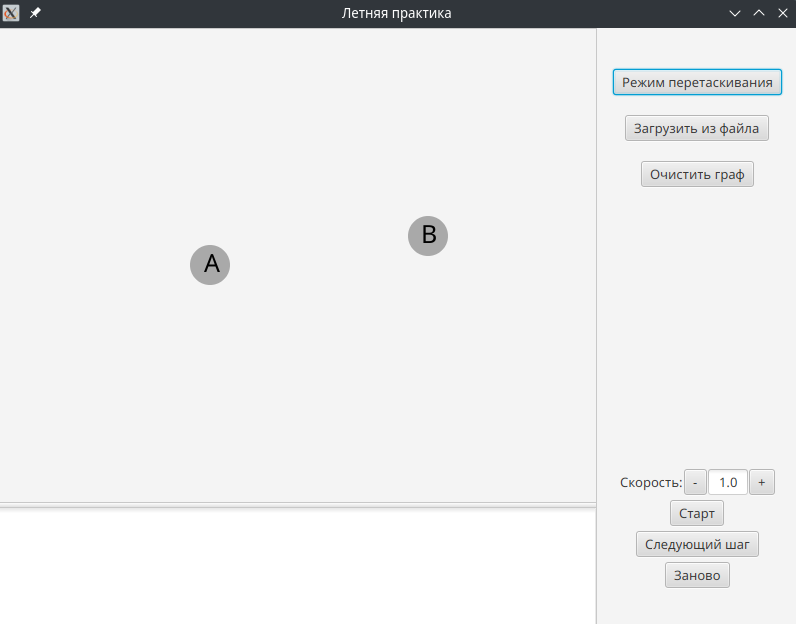 Летняя практика
Режим перетаскивания
Загрузить из файла
Очистить граф
A
B
Скорость: - 1.0 +
Старт
Следующий шаг
Заново